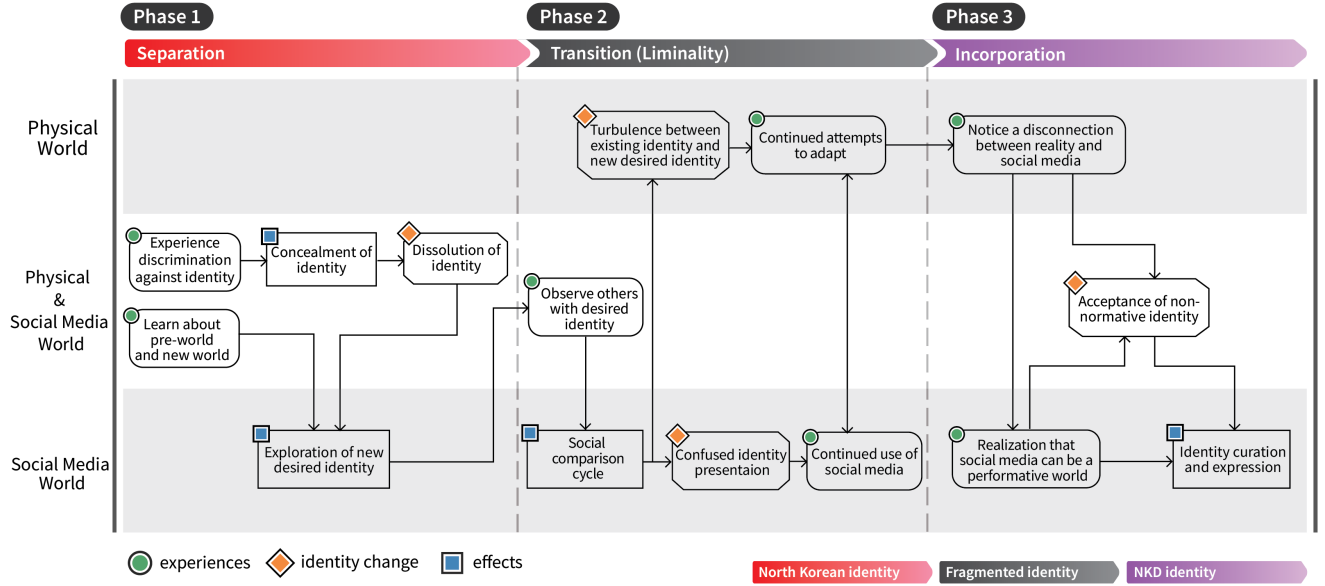 Phase 1
Phase 2
Phase 3
Separation
Transition (Liminality)
Incorporation
Physical
World
Turbulence between
existing identity and
new desired identity
Continued attempts
to adapt
Notice a disconnection
between reality and
social media
Physical
&
Social Media
World
Experience
discrimination
against identity
Concealment of
identity
Dissolution of
identity
Learn about
pre-world
and new world
Observe others
with desired
identity
Acceptance of non-
normative identity
Social Media
World
Exploration of new
desired identity
Social
comparison
cycle
Confused identity
presentaion
Continued use of
social media
Realization that
social media can be a
performative world
Identity curation
and expression
experiences
identity change
effects
North Korean identity
Fragmented identity
NKD identity